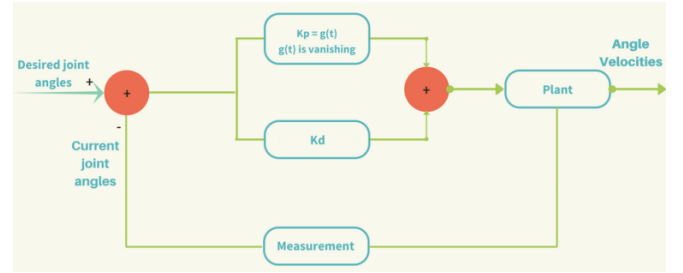 Kp = g(t)
g(t) is vanishing
Desired joint
angles
+
+
-
Current
joint
angles
Kd
+
Plant
Angle
Velocities
Measurement